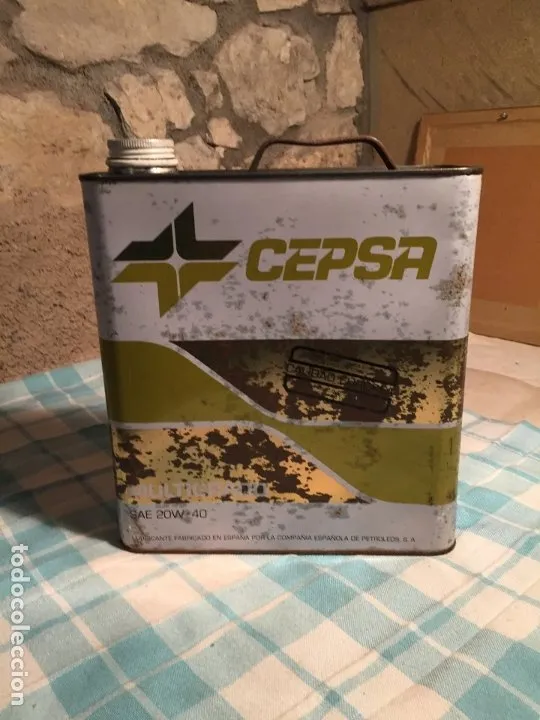 CEPSA
SAE 20W-40
LUBRICANTE FABRICADO EN ESPAÑA POR LA COMPAÑIA ESPAÑOLA DE PETROLEOS, S. A.
todocoleccion